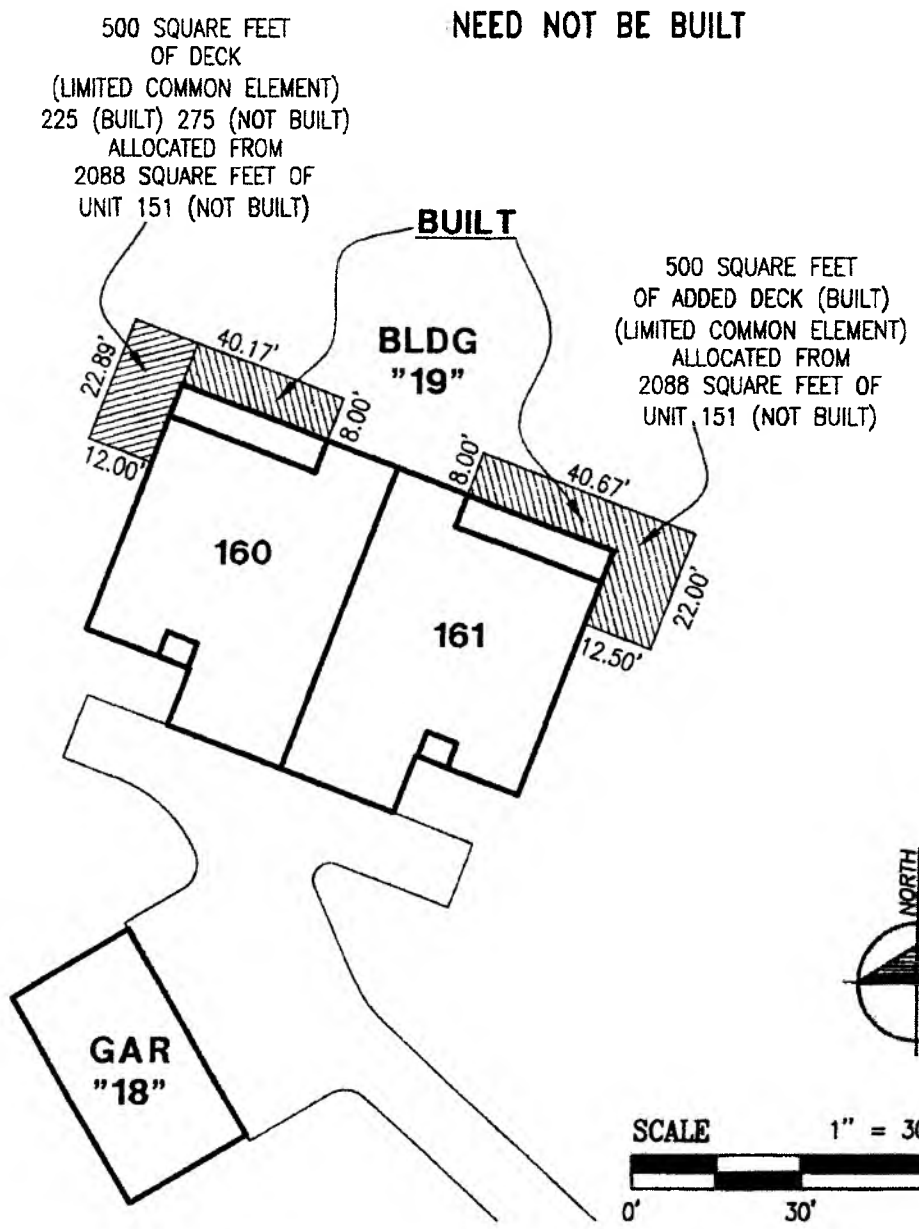 NEED NOT BE BUILT
500 SQUARE FEET
OF DECK
(LIMITED COMMON ELEMENT)
225 (BUILT) 275 (NOT BUILT)
ALLOCATED FROM
2088 SQUARE FEET OF
UNIT 151 (NOT BUILT)
BUILT
500 SQUARE FEET
OF ADDED DECK (BUILT)
(LIMITED COMMON ELEMENT)
ALLOCATED FROM
2088 SQUARE FEET OF
UNIT 151 (NOT BUILT)
BLDG
"19"
22.89'
40.17'
8.00'
12.00'
8.00'
40.67'
22.00'
12.50'
160
161
NORTH
GAR
"18"
SCALE 1" = 30
0' 30'